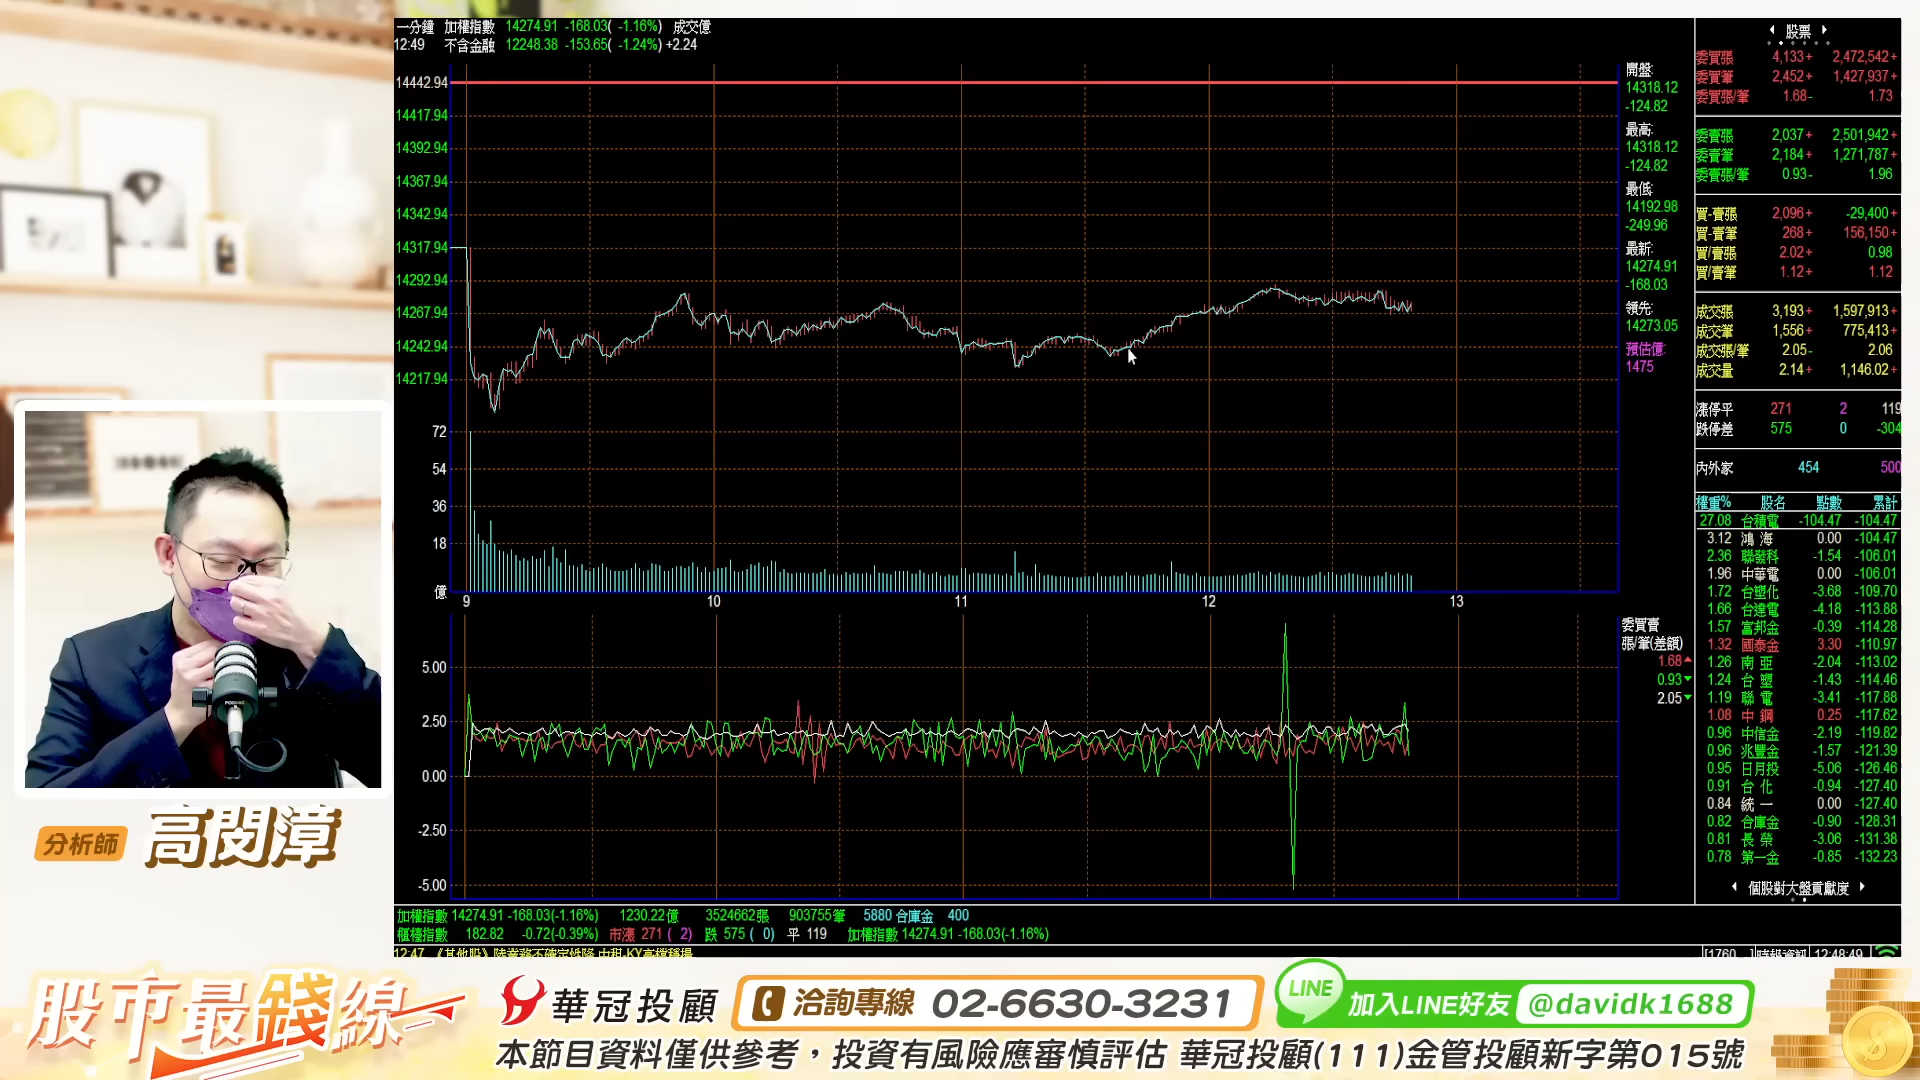 一分鐘 加權指數 14274.91 -168.03( -1.16%) 成交億
12:49 不含金融 12248.38 -153.65( -1.24%) +2.24
14442.94
14417.94
14392.94
14367.94
14342.94
14317.94
14292.94
14267.94
14242.94
14217.94
72
54
36
18
億
9 10 11 12 13
5.00
2.50
0.00
-2.50
-5.00
開盤:
14318.12
-124.82
最高:
14318.12
-124.82
最低:
14192.98
-249.96
最新:
14274.91
-168.03
領先:
14273.05
預估億:
1475
委買賣
張/筆(差額)
1.68
0.93
2.05
股票
委買張 4,133+ 2,472,542+
委買筆 2,452+ 1,427,937+
委買張/筆 1.68- 1.73
委賣張 2,037+ 2,501,942+
委賣筆 2,184+ 1,271,787+
委賣張/筆 0.93- 1.96
買-賣張 2,096+ -29,400+
買-賣筆 268+ 156,150+
買/賣張 2.02+ 0.98
買/賣筆 1.12+ 1.12
成交張 3,193+ 1,597,913+
成交筆 1,556+ 775,413+
成交張/筆 2.05- 2.06
成交量 2.14+ 1,146.02+
漲停平 271 2 119
跌停差 575 0 -304
內外家 454 500
權重% 股名 點數 累計
27.08 台積電 -104.47 -104.47
3.12 鴻海 0.00 -104.47
2.36 聯發科 -1.54 -106.01
1.96 中華電 0.00 -106.01
1.72 台塑化 -3.68 -109.70
1.66 台達電 -4.18 -113.88
1.57 富邦金 -0.39 -114.28
1.32 國泰金 3.30 -110.97
1.26 南亞 -2.04 -113.02
1.24 台塑 -1.43 -114.46
1.19 聯電 -3.41 -117.88
1.08 中鋼 0.25 -117.62
0.96 中信金 -2.19 -119.82
0.96 兆豐金 -1.57 -121.39
0.95 日月投 -5.06 -126.46
0.91 台化 -0.94 -127.40
0.84 統一 0.00 -127.40
0.82 合庫金 -0.90 -128.31
0.81 長榮 -3.06 -131.38
0.78 第一金 -0.85 -132.23
個股對大盤貢獻度
加權指數 14274.91 -168.03(-1.16%) 1230.22億 3524662張 903755筆 5880 合庫金 400
櫃檯指數 182.82 -0.72(-0.39%) 市漲 271 ( 2) 跌 575 ( 0) 平 119 加權指數 14274.91 -168.03(-1.16%)
分析師 高閔漳
股市最錢線
華冠投顧
洽詢專線 02-6630-3231
LINE 加入LINE好友 @davidk1688
本節目資料僅供參考，投資有風險應審慎評估 華冠投顧(111)金管投顧新字第015號